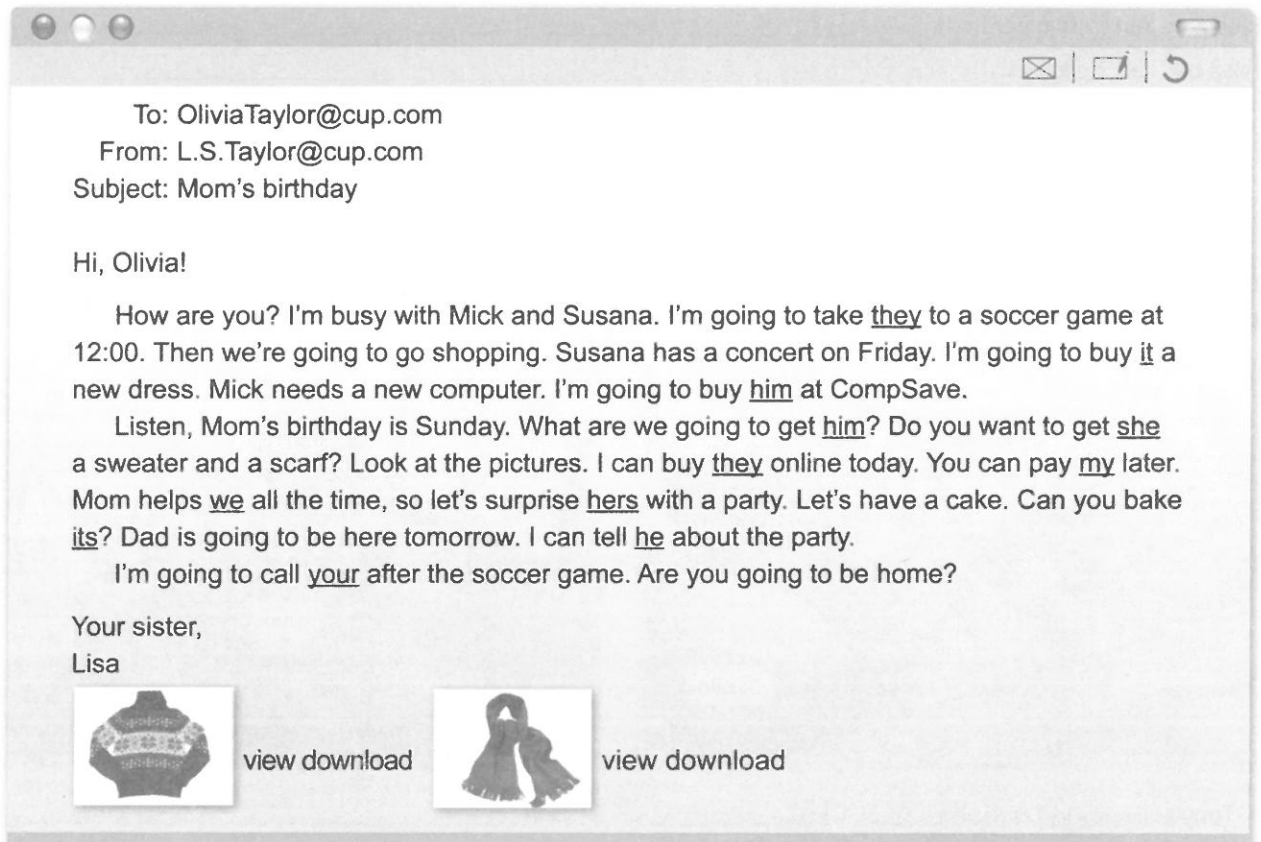 To: OliviaTaylor@cup.com
From: L.S.Taylor@cup.com
Subject: Mom's birthday
Hi, Olivia!
How are you? I'm busy with Mick and Susana. I'm going to take they to a soccer game at
12:00. Then we're going to go shopping. Susana has a concert on Friday. I'm going to buy it a
new dress. Mick needs a new computer. I'm going to buy him at CompSave.
Listen, Mom's birthday is Sunday. What are we going to get him? Do you want to get she
a sweater and a scarf? Look at the pictures. I can buy they online today. You can pay my later.
Mom helps we all the time, so let's surprise hers with a party. Let's have a cake. Can you bake
its? Dad is going to be here tomorrow. I can tell he about the party.
I'm going to call your after the soccer game. Are you going to be home?
Your sister,
Lisa
view download view download